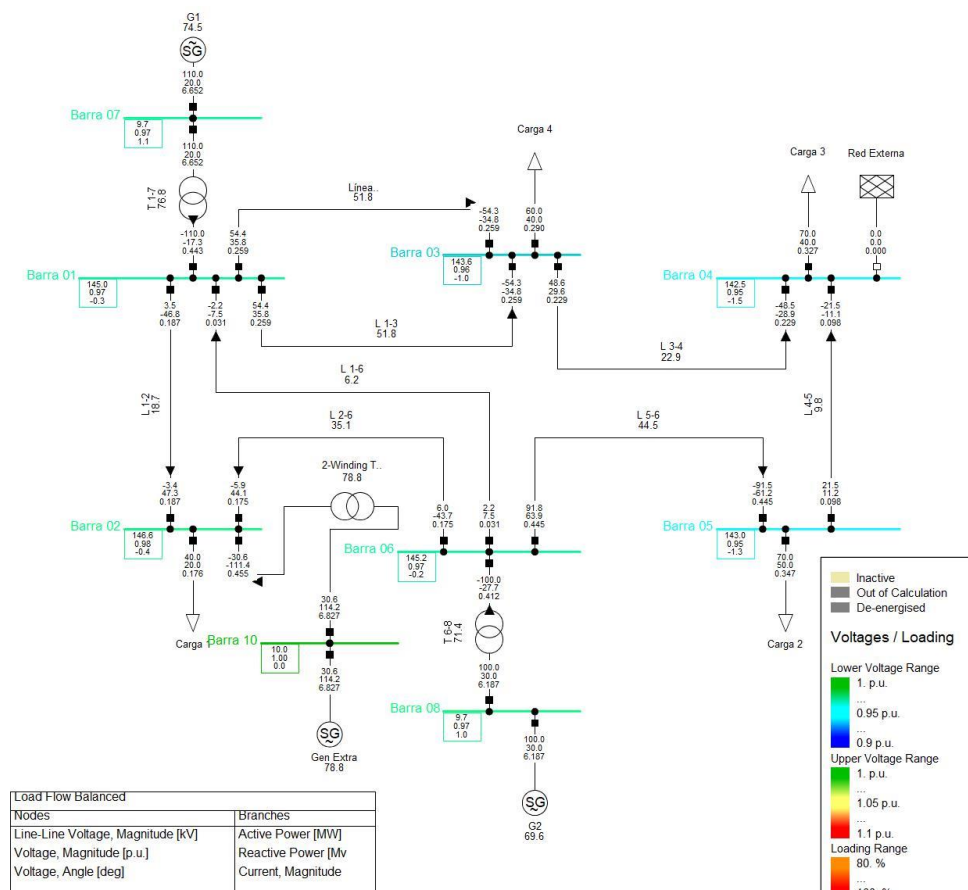 G1
74.5
SG
~
110.0
20.0
6.652
Barra 07
9.7
0.97
1.1
110.0
20.0
6.652
T 1-7
76.8
-110.0
-17.3
0.443
Barra 01
145.0
0.97
-0.3
54.4
35.8
0.259
Línea..
51.8
-54.3
-34.8
0.259
Carga 4
60.0
40.0
0.290
Barra 03
143.6
0.96
-1.0
-54.3
-34.8
0.259
48.6
29.6
0.229
Carga 3
70.0
40.0
0.327
Red Externa
0.0
0.0
0.000
Barra 04
142.5
0.95
-1.5
-48.5
-28.9
0.229
-21.5
-11.1
0.098
3.5
-46.8
0.187
-2.2
-7.5
0.031
54.4
35.8
0.259
L 1-3
51.8
L 3-4
22.9
L 1-6
6.2
L 1-2
18.7
L 2-6
35.1
L 5-6
44.5
L 4-5
9.8
2-Winding T..
78.8
-3.4
47.3
0.187
-5.9
44.1
0.175
Barra 02
146.6
0.98
-0.4
40.0
20.0
0.176
-30.6
-111.4
0.455
Carga 1
6.0
-43.7
0.175
2.2
7.5
0.031
91.8
63.9
0.445
Barra 06
145.2
0.97
-0.2
-100.0
-27.7
0.412
T 6-8
71.4
100.0
30.0
6.187
-91.5
-61.2
0.445
21.5
11.2
0.098
Barra 05
143.0
0.95
-1.3
70.0
50.0
0.347
Carga 2
30.6
114.2
6.827
Barra 10
10.0
1.00
0.0
30.6
114.2
6.827
SG
~
Gen Extra
78.8
Barra 08
9.7
0.97
1.0
100.0
30.0
6.187
SG
~
G2
69.6
Inactive
Out of Calculation
De-energised
Voltages / Loading
Lower Voltage Range
1. p.u.
...
0.95 p.u.
...
0.9 p.u.
Upper Voltage Range
1. p.u.
...
1.05 p.u.
...
1.1 p.u.
Loading Range
80. %
...
Load Flow Balanced
Nodes
Branches
Line-Line Voltage, Magnitude [kV]
Active Power [MW]
Voltage, Magnitude [p.u.]
Reactive Power [Mv
Voltage, Angle [deg]
Current, Magnitude